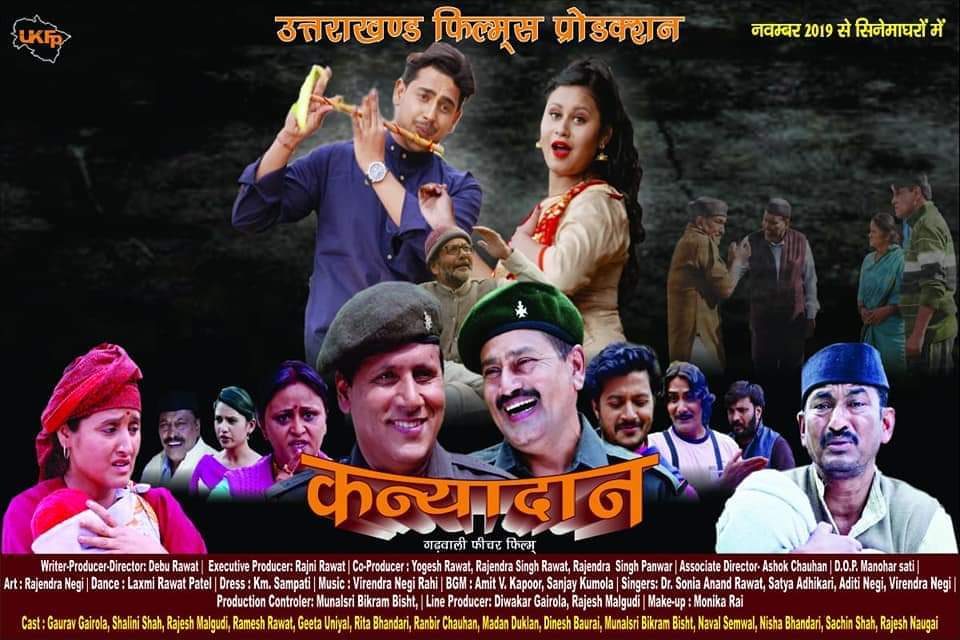 UKFP
उत्तराखण्ड फिल्म्स प्रोडक्शन
नवम्बर 2019 से सिनेमाघरों में
कन्यादान
गढ़वाली फीचर फिल्म्
Writer-Producer-Director: Debu Rawat | Executive Producer: Rajni Rawat | Co-Producer : Yogesh Rawat, Rajendra Singh Rawat, Rajendra Singh Panwar | Associate Director- Ashok Chauhan | D.O.P. Manohar sati |
Art : Rajendra Negi | Dance : Laxmi Rawat Patel | Dress : Km. Sampati | Music : Virendra Negi Rahi | BGM : Amit V. Kapoor, Sanjay Kumola | Singers: Dr. Sonia Anand Rawat, Satya Adhikari, Aditi Negi, Virendra Negi |
Production Controler: Munalsri Bikram Bisht, | Line Producer: Diwakar Gairola, Rajesh Malgudi | Make-up : Monika Rai
Cast : Gaurav Gairola, Shalini Shah, Rajesh Malgudi, Ramesh Rawat, Geeta Uniyal, Rita Bhandari, Ranbir Chauhan, Madan Duklan, Dinesh Baurai, Munalsri Bikram Bisht, Naval Semwal, Nisha Bhandari, Sachin Shah, Rajesh Naugai